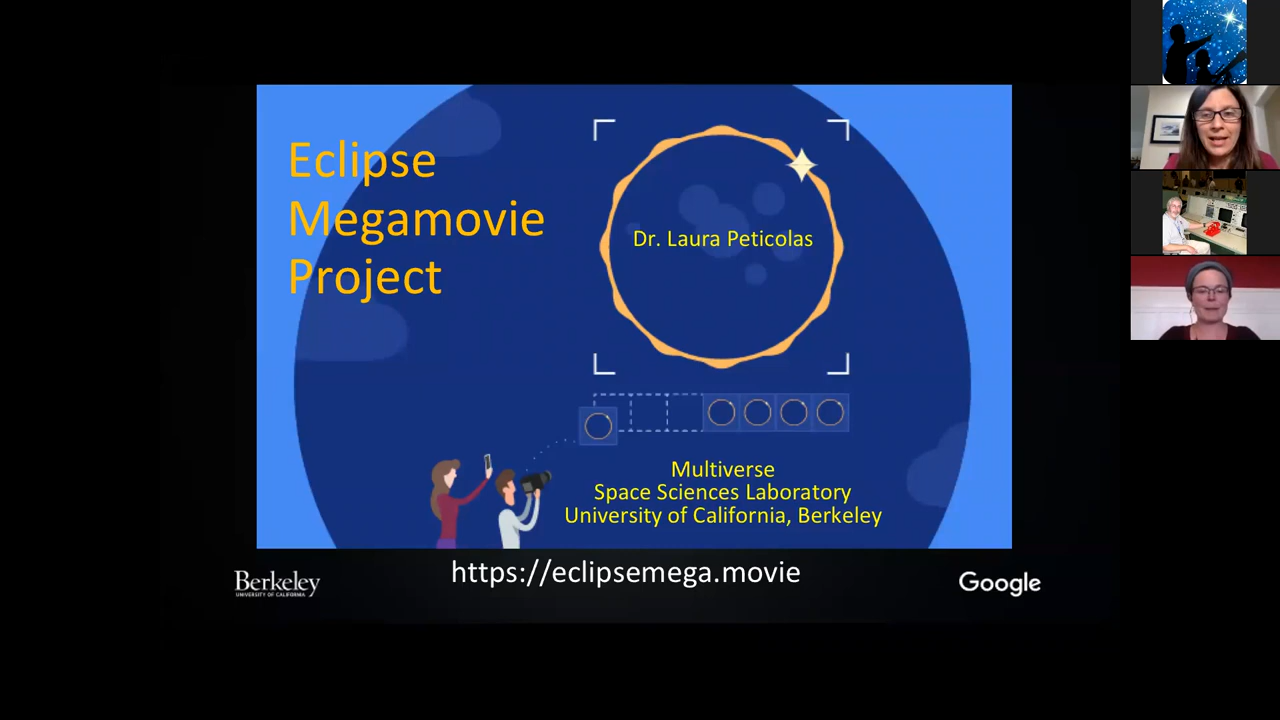 Eclipse
Megamovie
Project
Dr. Laura Peticolas
Multiverse
Space Sciences Laboratory
University of California, Berkeley
https://eclipsemega.movie
Berkeley
UNIVERSITY OF CALIFORNIA
Google